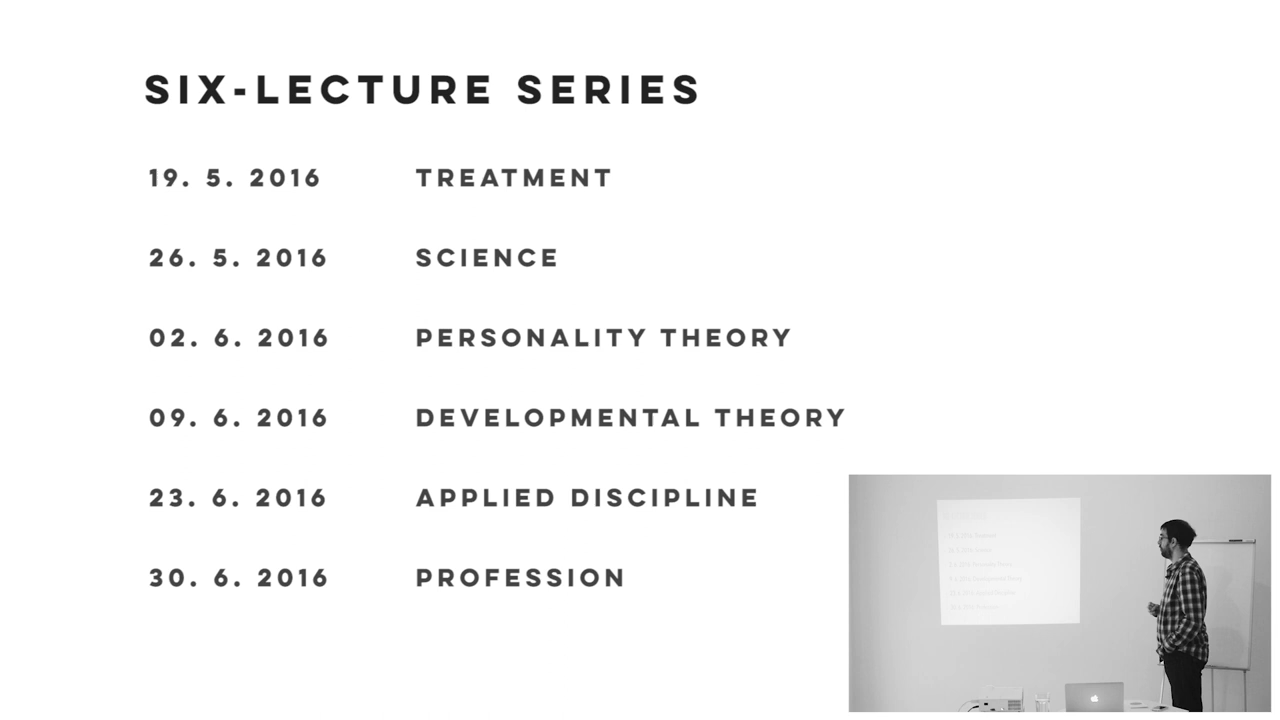 SIX-LECTURE SERIES
19. 5. 2016 TREATMENT
26. 5. 2016 SCIENCE
02. 6. 2016 PERSONALITY THEORY
09. 6. 2016 DEVELOPMENTAL THEORY
23. 6. 2016 APPLIED DISCIPLINE
30. 6. 2016 PROFESSION